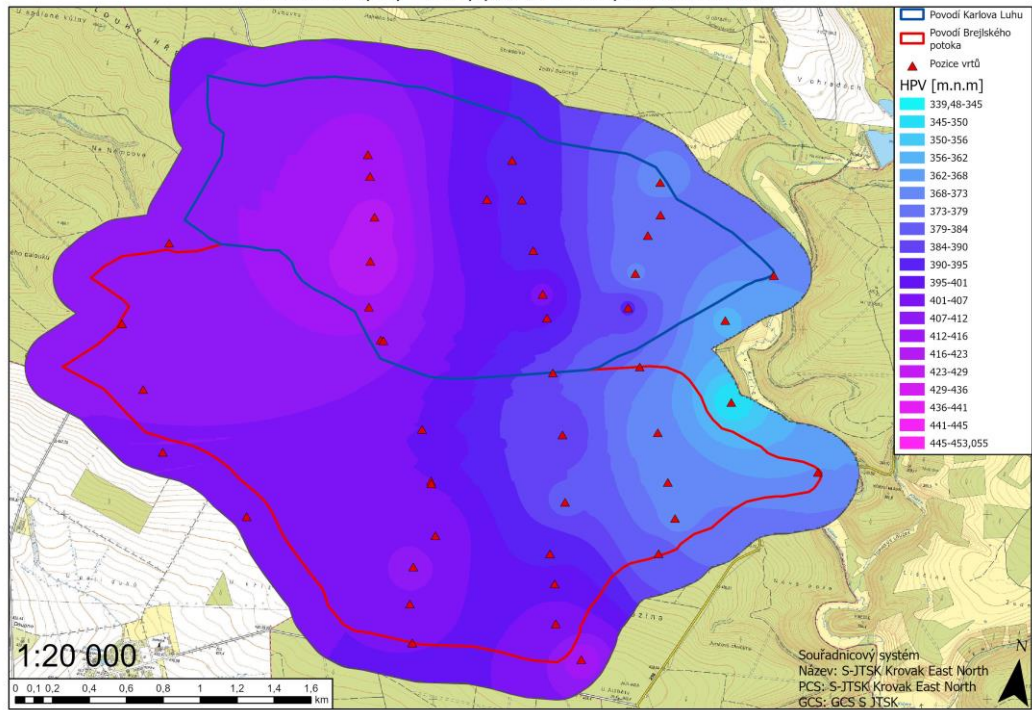 Povodí Karlova Luhu
Povodí Brejlského
potoka
Pozice vrtů
HPV [m.n.m]
339,48-345
345-350
350-356
356-362
362-368
368-373
373-379
379-384
384-390
390-395
395-401
401-407
407-412
412-416
416-423
423-429
429-436
436-441
441-445
445-453,055
V ohradách
Na Němcově
1:20 000
0 0,1 0,2 0,4 0,6 0,8 1 1,2 1,4 1,6
km
N
Souřadnicový systém
Název: S-JTSK Krovak East North
PCS: S-JTSK Krovak East North
GCS: GCS S JTSK